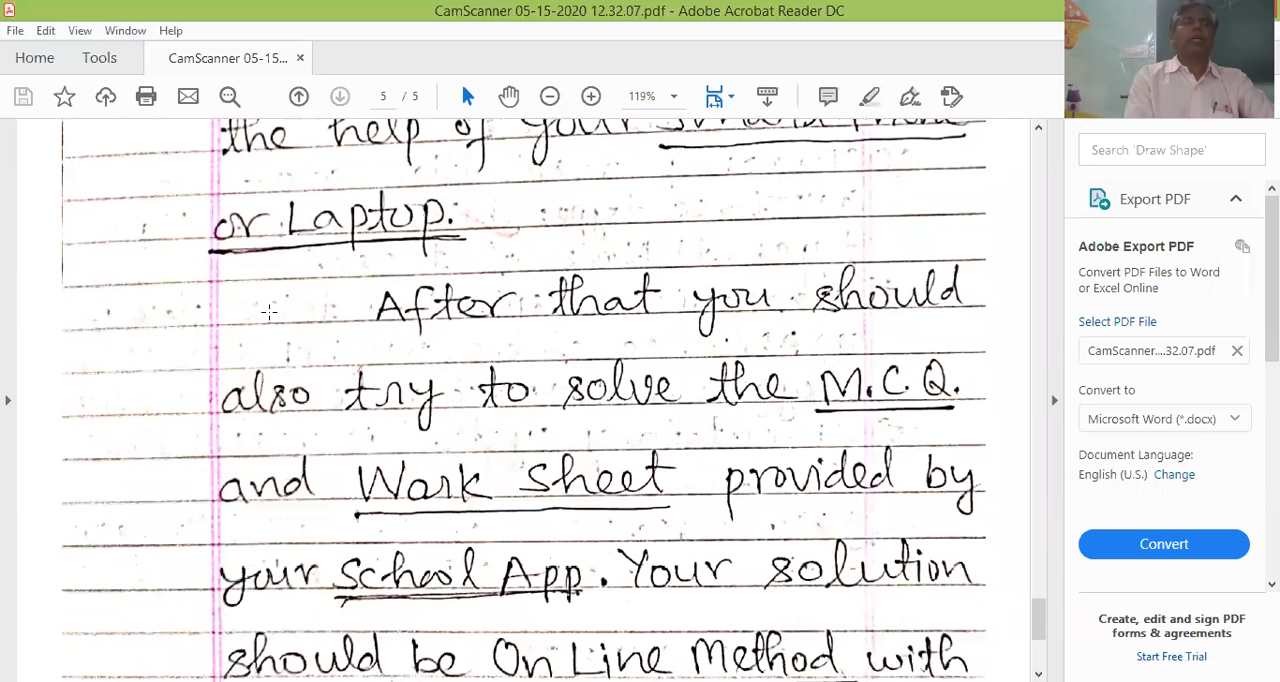 CamScanner 05-15-2020 12.32.07.pdf - Adobe Acrobat Reader DC
File Edit View Window Help
Home Tools CamScanner 05-15... ×
5 / 5 119%
the help of your
or Laptop.
After that you should
also try to solve the M.C.Q.
and Work Sheet provided by
your School App. Your solution
should be On Line Method with
Search 'Draw Shape'
Export PDF
Adobe Export PDF
Convert PDF Files to Word
or Excel Online
Select PDF File
CamScanner....32.07.pdf
Convert to
Microsoft Word (*.docx)
Document Language:
English (U.S.) Change
Convert
Create, edit and sign PDF
forms & agreements
Start Free Trial